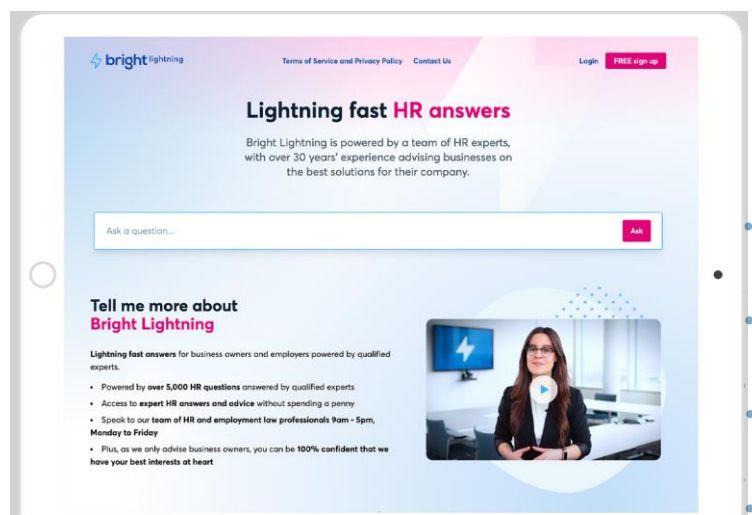 bright lightning
Terms of Service and Privacy Policy Contact Us
Login FREE sign up
Lightning fast HR answers
Bright Lightning is powered by a team of HR experts,
with over 30 years' experience advising businesses on
the best solutions for their company.
Ask a question...
Ask
Tell me more about
Bright Lightning
Lightning fast answers for business owners and employers powered by qualified
experts.
• Powered by over 5,000 HR questions answered by qualified experts
• Access to expert HR answers and advice without spending a penny
• Speak to our team of HR and employment law professionals 9am - 5pm,
Monday to Friday
• Plus, as we only advise business owners, you can be 100% confident that we
have your best interests at heart